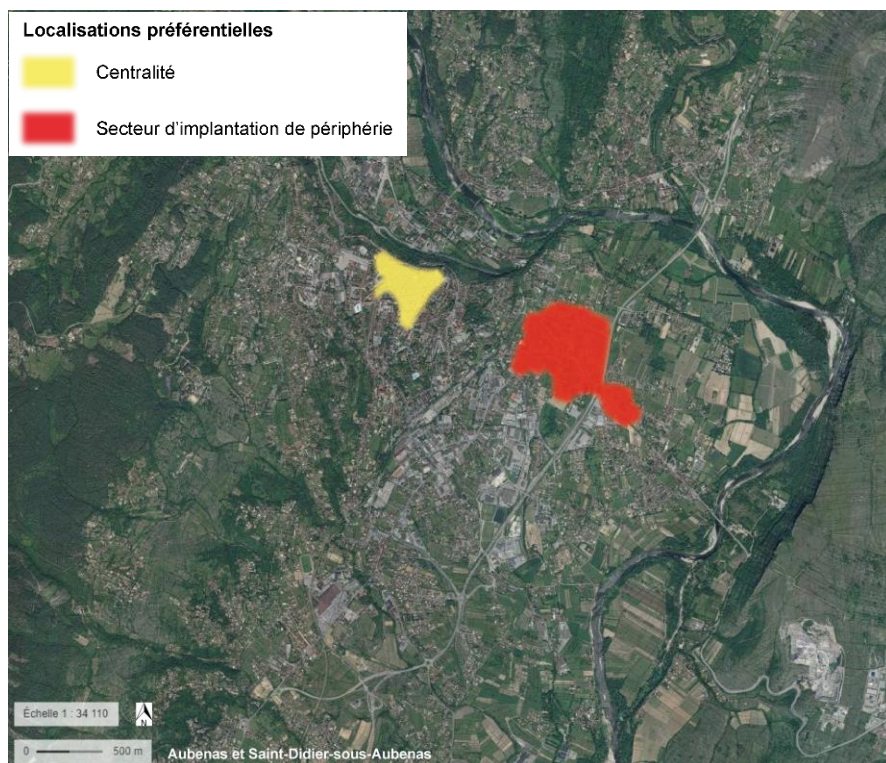 Localisations préférentielles
Centralité
Secteur d'implantation de périphérie
Échelle 1 : 34 110
N
0 500 m
Aubenas et Saint-Didier-sous-Aubenas